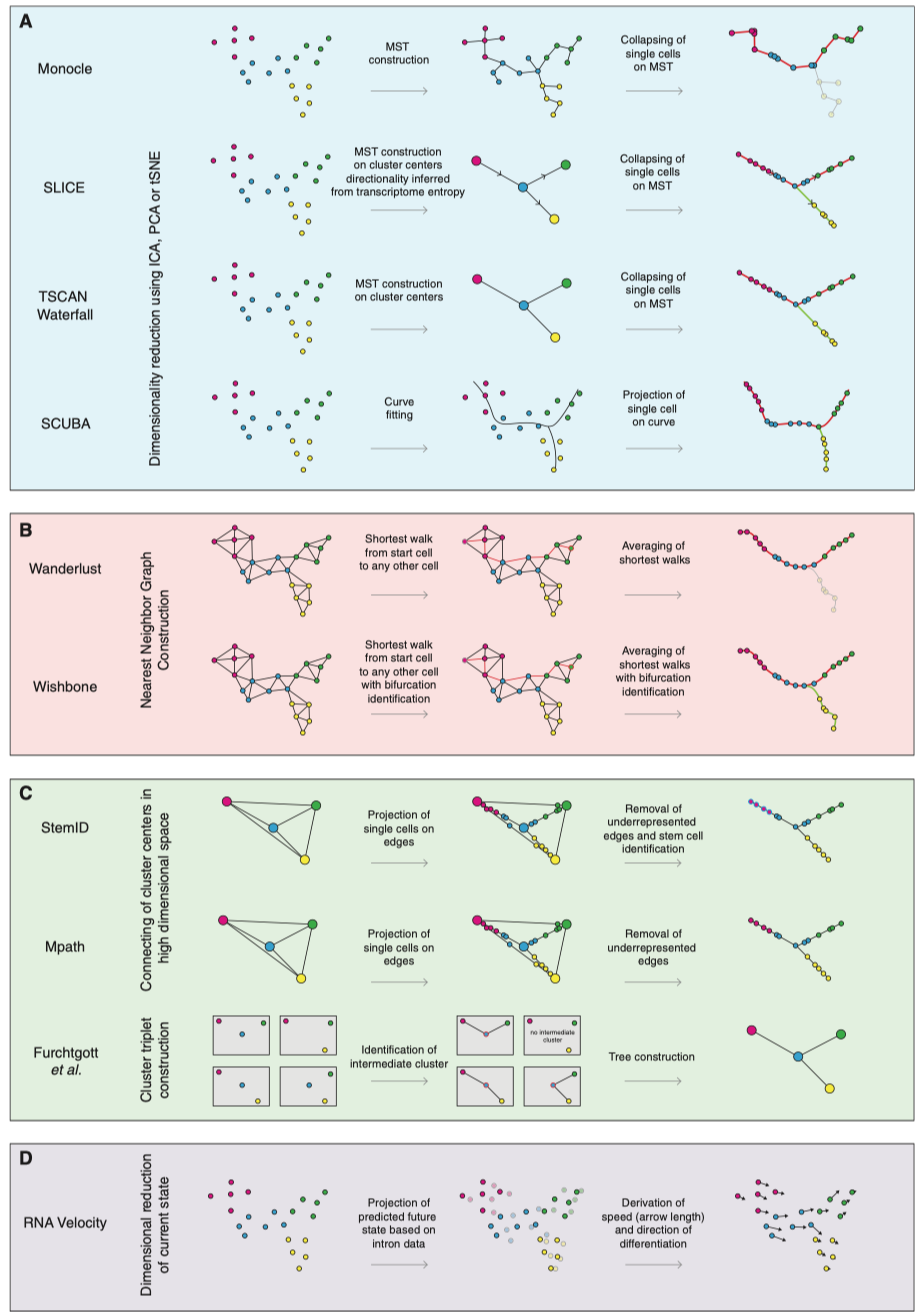 A
Monocle
Dimensionality reduction using ICA, PCA or tSNE
MST
construction
Collapsing of
single cells
on MST
SLICE
MST construction
on cluster centers
directionality inferred
from transcriptome entropy
Collapsing of
single cells
on MST
TSCAN
Waterfall
MST construction
on cluster centers
Collapsing of
single cells
on MST
SCUBA
Curve
fitting
Projection of
single cell
on curve
B
Wanderlust
Nearest Neighbor Graph
Construction
Shortest walk
from start cell
to any other cell
Averaging of
shortest walks
Wishbone
Shortest walk
from start cell
to any other cell
with bifurcation
identification
Averaging of
shortest walks
with bifurcation
identification
C
StemID
Connecting of cluster centers in
high dimensional space
Projection of
single cells on
edges
Removal of
underrepresented
edges and stem cell
identification
Mpath
Projection of
single cells on
edges
Removal of
underrepresented
edges
Furchtgott
et al.
Cluster triplet
construction
Identification of
intermediate cluster
no intermediate
cluster
Tree construction
D
RNA Velocity
Dimensional reduction
of current state
Projection of
predicted future
state based on
intron data
Derivation of
speed (arrow length)
and direction of
differentiation